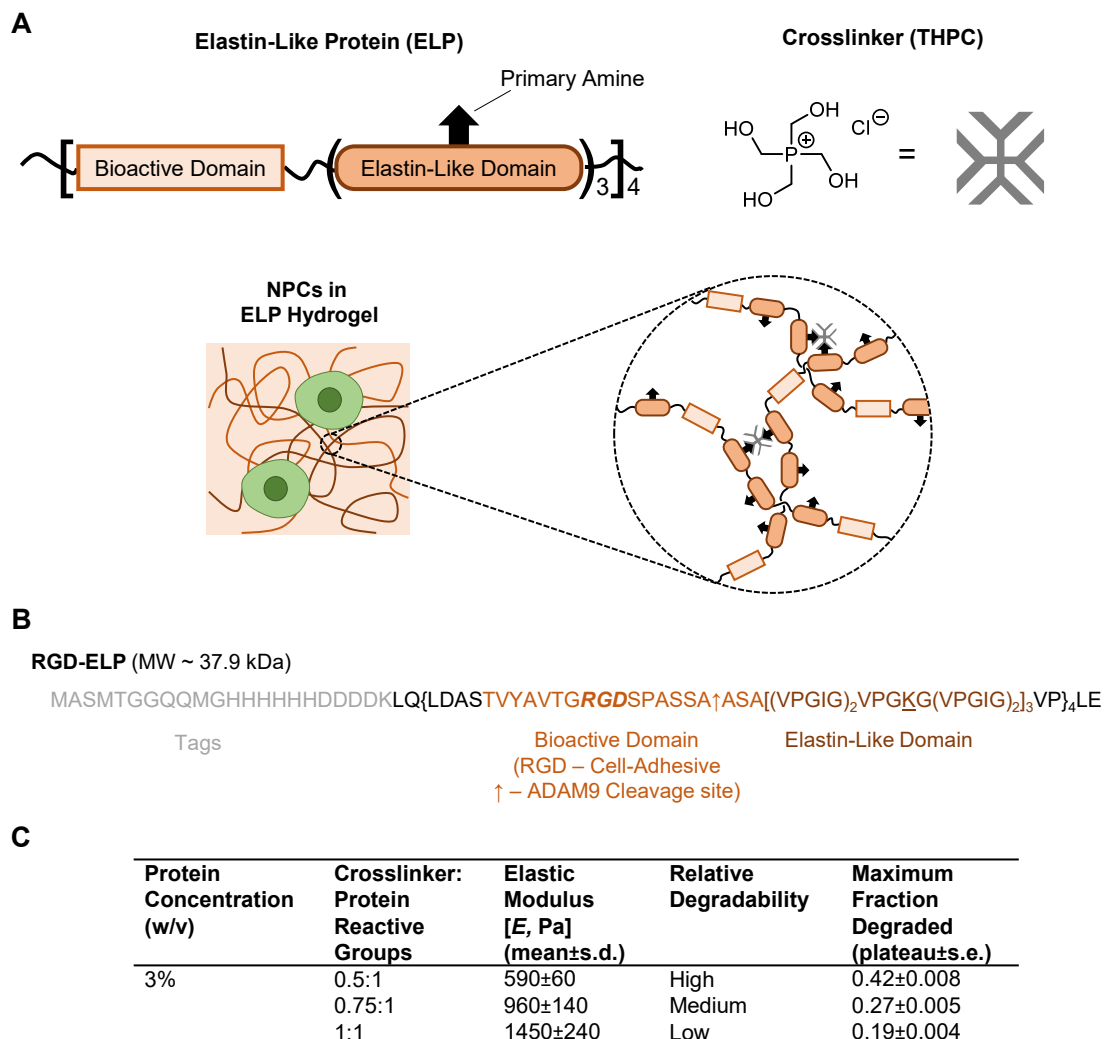 A
Elastin-Like Protein (ELP)
Crosslinker (THPC)
Primary Amine
[ Bioactive Domain ( Elastin-Like Domain )3 ]4
HO
OH
P
⊕
Cl ⊖
HO
OH
=
NPCs in
ELP Hydrogel
B
RGD-ELP (MW ~ 37.9 kDa)
MASMTGGQQMGHHHHHHDDDDKLQ{LDASTVYAVTGRGDSPASSA↑ASA[(VPGIG)₂VPGKG(VPGIG)₂]₃VP}₄LE
Tags
Bioactive Domain
(RGD – Cell-Adhesive
↑ – ADAM9 Cleavage site)
Elastin-Like Domain
C
Protein Concentration (w/v) Crosslinker: Protein Reactive Groups Elastic Modulus [E, Pa] (mean±s.d.) Relative Degradability Maximum Fraction Degraded (plateau±s.e.)
3% 0.5:1 590±60 High 0.42±0.008
0.75:1 960±140 Medium 0.27±0.005
1:1 1450±240 Low 0.19±0.004